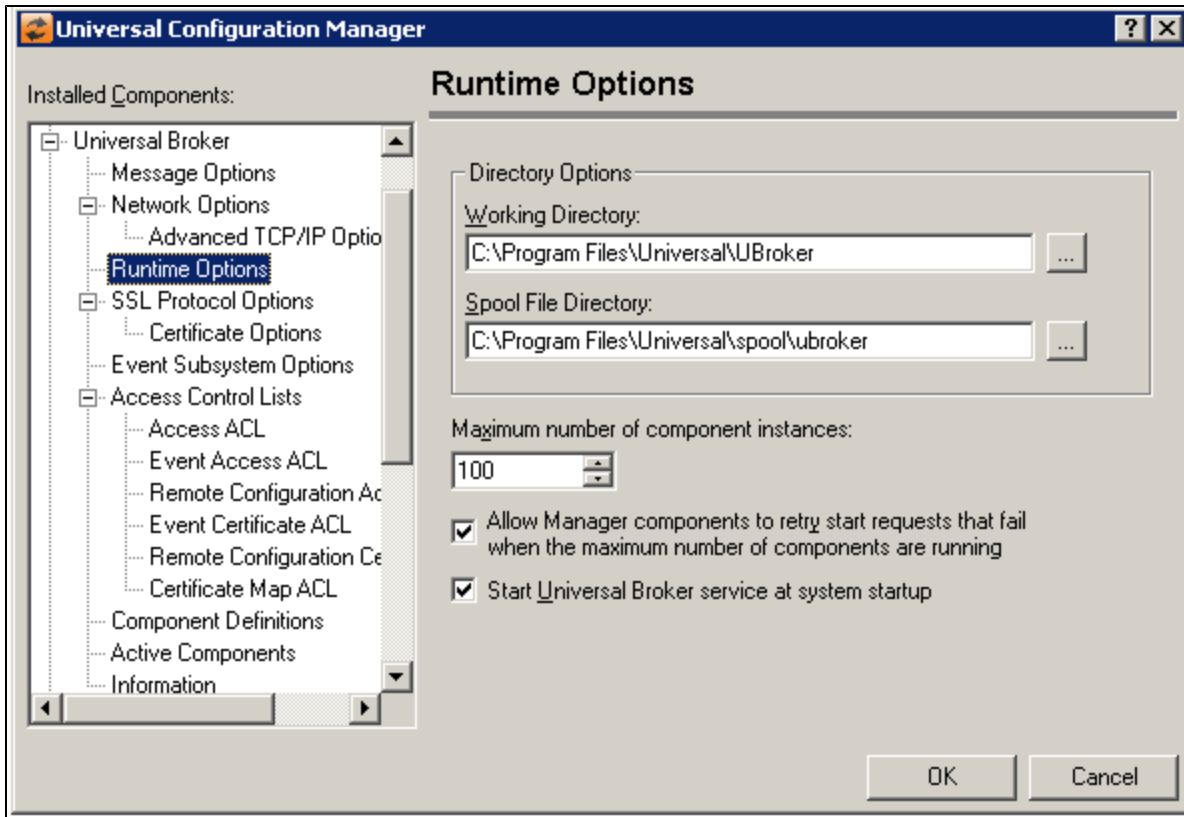 Universal Configuration Manager
Installed Components:
Universal Broker
Message Options
Network Options
Advanced TCP/IP Optio
Runtime Options
SSL Protocol Options
Certificate Options
Event Subsystem Options
Access Control Lists
Access ACL
Event Access ACL
Remote Configuration Ac
Event Certificate ACL
Remote Configuration Ce
Certificate Map ACL
Component Definitions
Active Components
Information
Runtime Options
Directory Options
Working Directory:
C:\Program Files\Universal\UBroker
...
Spool File Directory:
C:\Program Files\Universal\spool\ubroker
...
Maximum number of component instances:
100
Allow Manager components to retry start requests that fail
when the maximum number of components are running
Start Universal Broker service at system startup
OK
Cancel